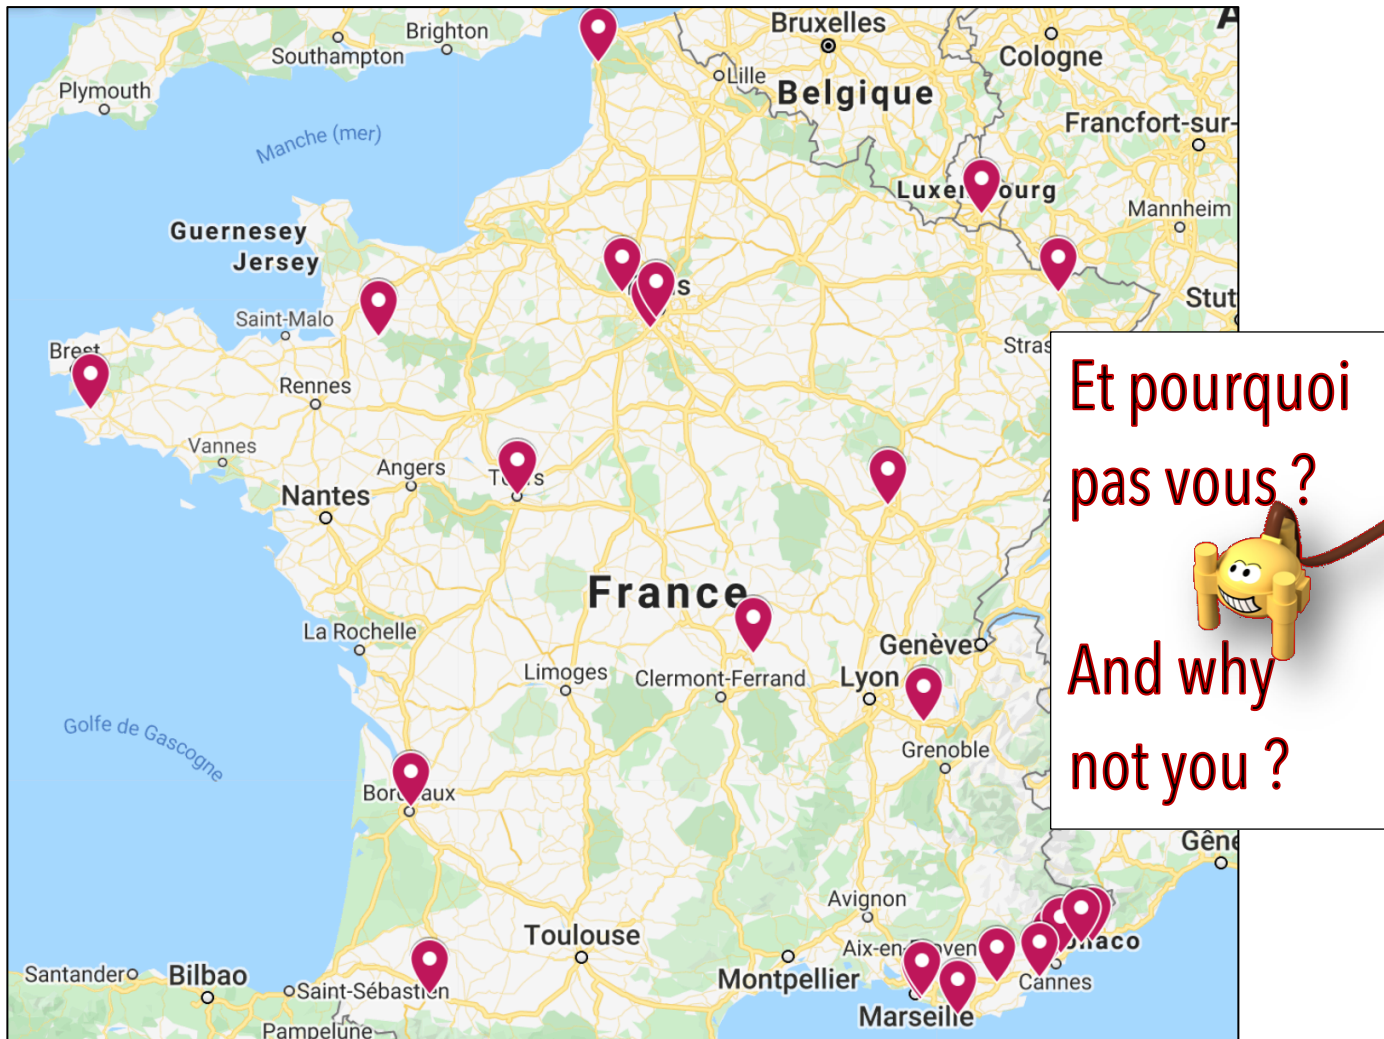 Brighton
Bruxelles
Southampton
Cologne
Lille
Plymouth
Belgique
Francfort-sur-
Manche (mer)
Guernesey
Jersey
Mannheim
Stut
Saint-Malo
Brest
Stras
Rennes
Vannes
Angers
Nantes
France
La Rochelle
Genève
Limoges
Clermont-Ferrand
Lyon
Golfe de Gascogne
Grenoble
Gêne
Avignon
Toulouse
Santander
Bilbao
Saint-Sébastien
Montpellier
Cannes
Marseille
Pampelune
Et pourquoi
pas vous ?
And why
not you ?